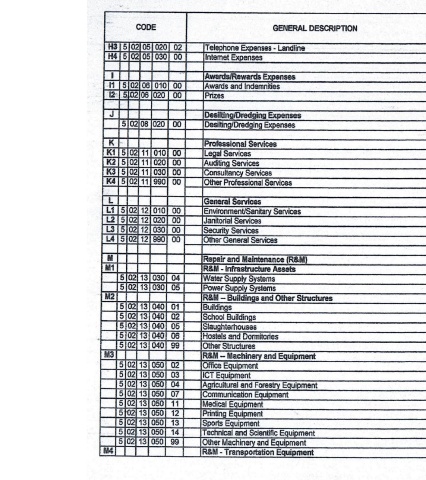 CODE GENERAL DESCRIPTION
H3 5 02 05 020 02 Telephone Expenses - Landline
H4 5 02 05 030 00 Internet Expenses
I Awards/Rewards Expenses
I1 5 02 06 010 00 Awards and Indemnities
I2 5 02 06 020 00 Prizes
J Desilting/Dredging Expenses
5 02 08 020 00 Desilting/Dredging Expenses
K Professional Services
K1 5 02 11 010 00 Legal Services
K2 5 02 11 020 00 Auditing Services
K3 5 02 11 030 00 Consultancy Services
K4 5 02 11 990 00 Other Professional Services
L General Services
L1 5 02 12 010 00 Environment/Sanitary Services
L2 5 02 12 020 00 Janitorial Services
L3 5 02 12 030 00 Security Services
L4 5 02 12 990 00 Other General Services
M Repair and Maintenance (R&M)
M1 R&M - Infrastructure Assets
5 02 13 030 04 Water Supply Systems
5 02 13 030 05 Power Supply Systems
M2 R&M – Buildings and Other Structures
5 02 13 040 01 Buildings
5 02 13 040 02 School Buildings
5 02 13 040 05 Slaughterhouses
5 02 13 040 06 Hostels and Dormitories
5 02 13 040 99 Other Structures
M3 R&M – Machinery and Equipment
5 02 13 050 02 Office Equipment
5 02 13 050 03 ICT Equipment
5 02 13 050 04 Agricultural and Forestry Equipment
5 02 13 050 07 Communication Equipment
5 02 13 050 11 Medical Equipment
5 02 13 050 12 Printing Equipment
5 02 13 050 13 Sports Equipment
5 02 13 050 14 Technical and Scientific Equipment
5 02 13 050 99 Other Machinery and Equipment
M4 R&M - Transportation Equipment